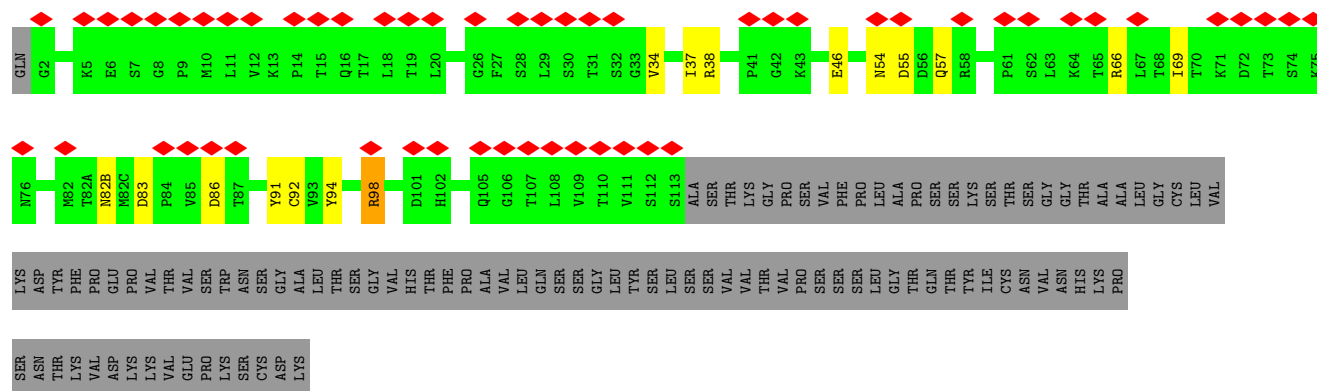 GLN G2 K5 E6 S7 G8 P9 M10 L11 V12 K13 P14 T15 Q16 T17 L18 T19 L20 G26 F27 S28 L29 S30 T31 S32 G33 V34 I37 R38 P41 G42 K43 E46 N54 D55 D56 Q57 R58 P61 S62 L63 K64 T65 R66 L67 T68 I69 T70 K71 D72 T73 S74 K75
N76 M82 T82A N82B M82C D83 P84 V85 D86 T87 Y91 C92 V93 Y94 R98 D101 H102 Q105 G106 T107 L108 V109 T110 V111 S112 S113 ALA SER THR LYS GLY PRO SER VAL PHE PRO LEU ALA PRO SER SER LYS SER THR SER GLY GLY THR ALA ALA LEU GLY CYS LEU VAL
LYS ASP TYR PHE PRO GLU PRO VAL THR VAL SER TRP ASN SER GLY ALA LEU THR SER GLY VAL HIS THR PHE PRO ALA VAL LEU GLN SER SER GLY LEU TYR SER LEU SER SER VAL VAL THR VAL PRO SER SER SER LEU GLY THR GLN THR TYR ILE CYS ASN VAL ASN HIS LYS PRO
SER ASN THR LYS VAL ASP LYS LYS VAL GLU PRO LYS SER CYS ASP LYS